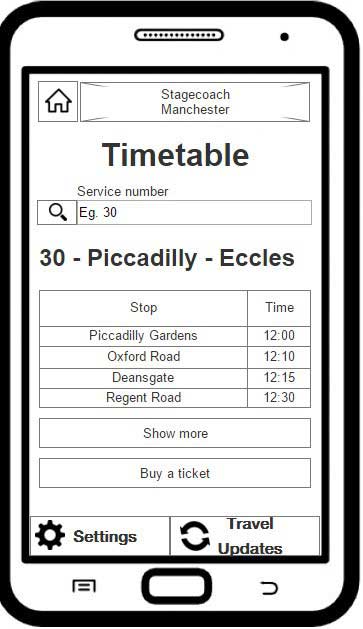 Stagecoach
Manchester
Timetable
Service number
Eg. 30
30 - Piccadilly - Eccles
Stop Time
Piccadilly Gardens 12:00
Oxford Road 12:10
Deansgate 12:15
Regent Road 12:30
Show more
Buy a ticket
Settings
Travel
Updates